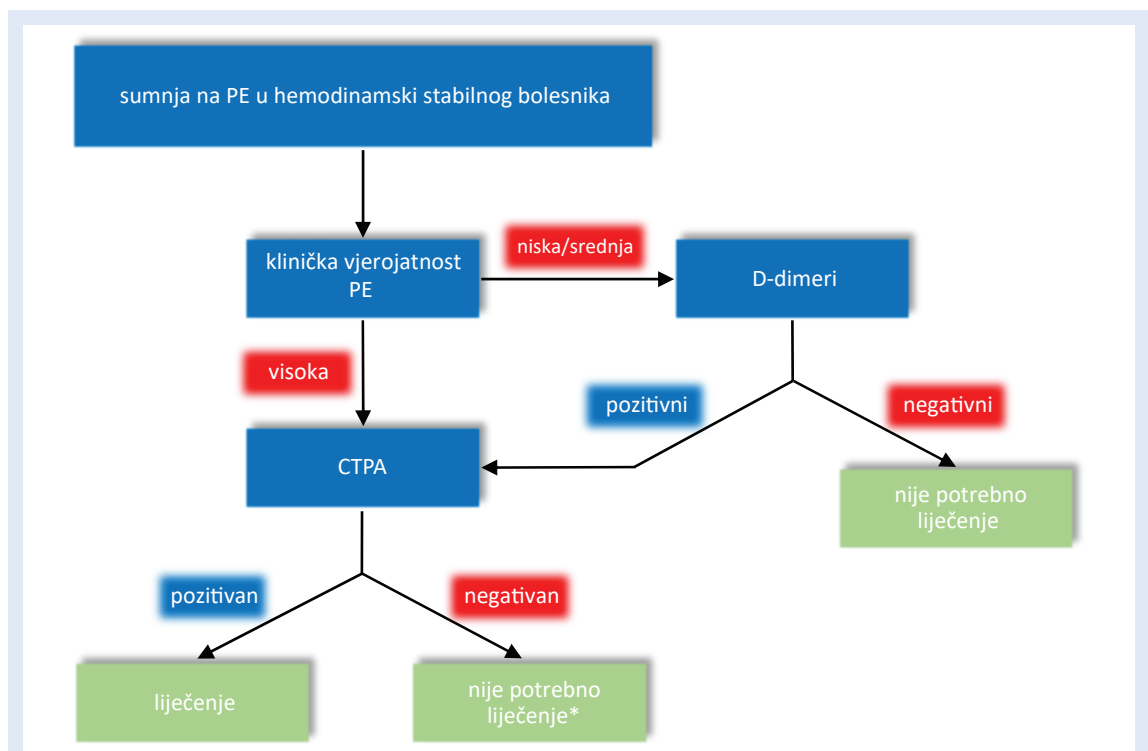 sumnja na PE u hemodinamski stabilnog bolesnika
klinička vjerojatnost
PE
niska/srednja
D-dimeri
visoka
pozitivni
negativni
CTPA
nije potrebno
liječenje
pozitivan
negativan
liječenje
nije potrebno
liječenje*